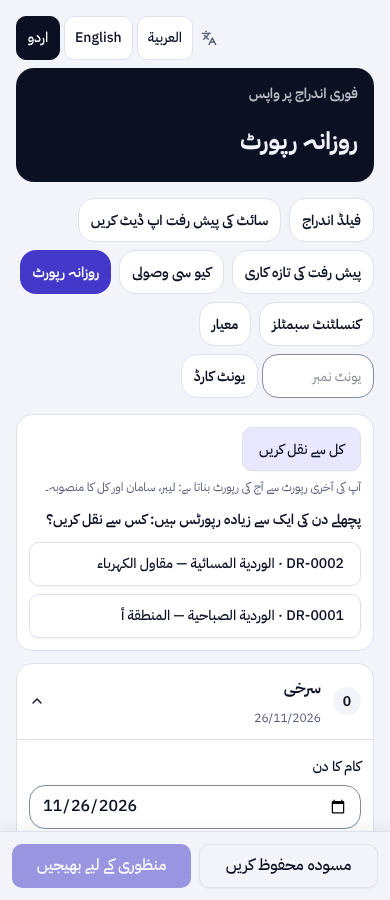 العربية English اردو
فوری اندراج پر واپس
روزانہ رپورٹ
فیلڈ اندراج سائٹ کی پیش رفت اپ ڈیٹ کریں
پیش رفت کی تازہ کاری کیو سی وصولی روزانہ رپورٹ
کنسلٹنٹ سبمٹلز معیار
یونٹ نمبر یونٹ کارڈ
کل سے نقل کریں
آپ کی آخری رپورٹ سے آج کی رپورٹ بناتا ہے: لیبر، سامان اور کل کا منصوبہ۔
پچھلے دن کی ایک سے زیادہ رپورٹس ہیں: کس سے نقل کریں؟
DR-0002 · الوردية المسائية — مقاول الكهرباء
DR-0001 · الوردية الصباحية — المنطقة أ
0 سرخی
26/11/2026
کام کا دن
11/26/2026
مسودہ محفوظ کریں منظوری کے لیے بھیجیں